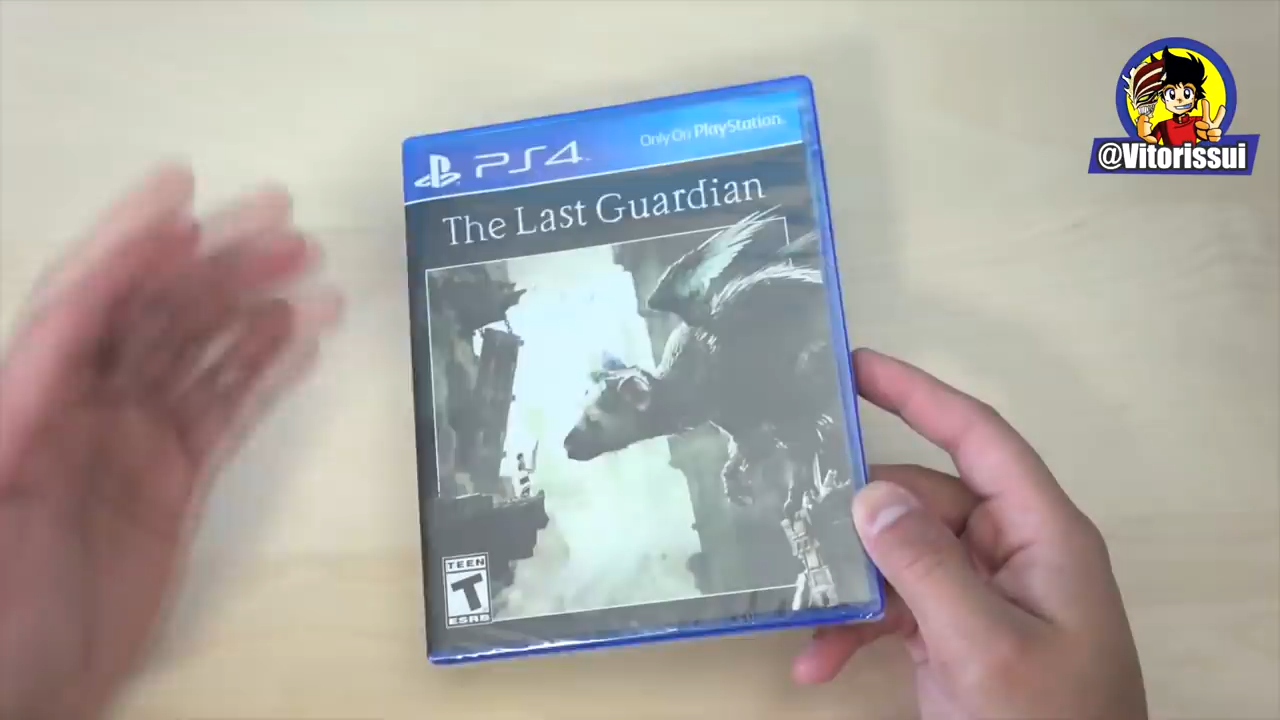 PS4
Only On PlayStation
The Last Guardian
TEEN
T
ESRB
@Vitorissui